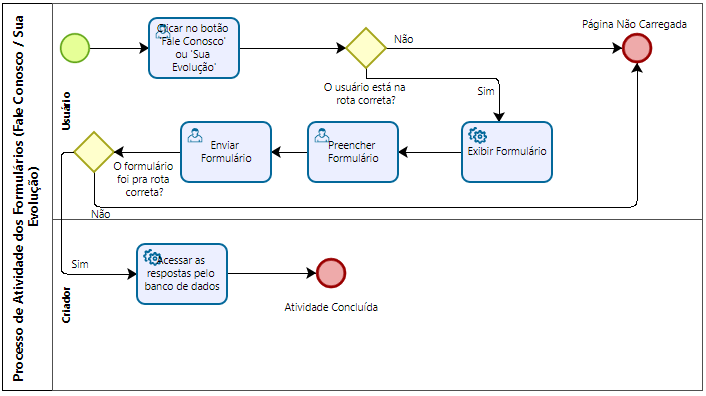 Processo de Atividade dos Formulários (Fale Conosco / Sua
Evolução)
Usuário
Clicar no botão
'Fale Conosco'
ou 'Sua
Evolução'
Não
Página Não Carregada
O usuário está na
rota correta?
Sim
Exibir Formulário
Preencher
Formulário
Enviar
Formulário
O formulário
foi pra rota
correta?
Não
Criador
Sim
Acessar as
respostas pelo
banco de dados
Atividade Concluída